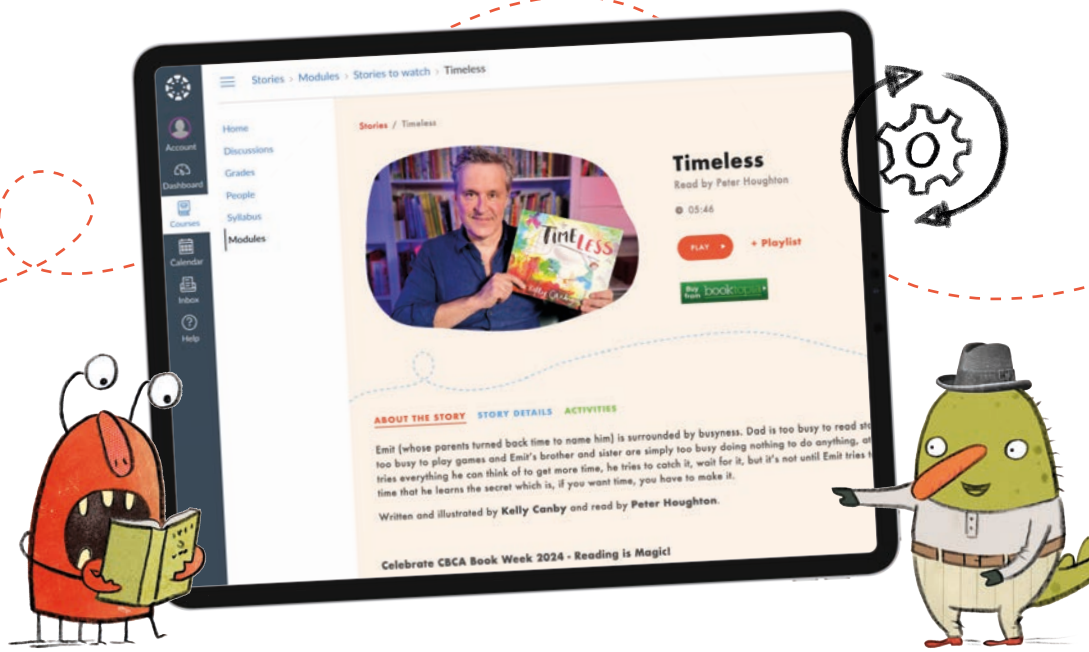 Stories › Modules › Stories to watch › Timeless
Account
Dashboard
Courses
Calendar
Inbox
Help
Home
Discussions
Grades
People
Syllabus
Modules
Stories / Timeless
TIMELESS
Kelly Canby
Timeless
Read by Peter Houghton
05:46
PLAY
+ Playlist
Buy from booktopia
ABOUT THE STORY STORY DETAILS ACTIVITIES
Emit (whose parents turned back time to name him) is surrounded by busyness. Dad is too busy to read
too busy to play games and Emit's brother and sister are simply too busy doing nothing to do anything,
tries everything he can think of to get more time, he tries to catch it, wait for it, but it's not until Emit tries
time that he learns the secret which is, if you want time, you have to make it.
Written and illustrated by Kelly Canby and read by Peter Houghton.
Celebrate CBCA Book Week 2024 - Reading is Magic!